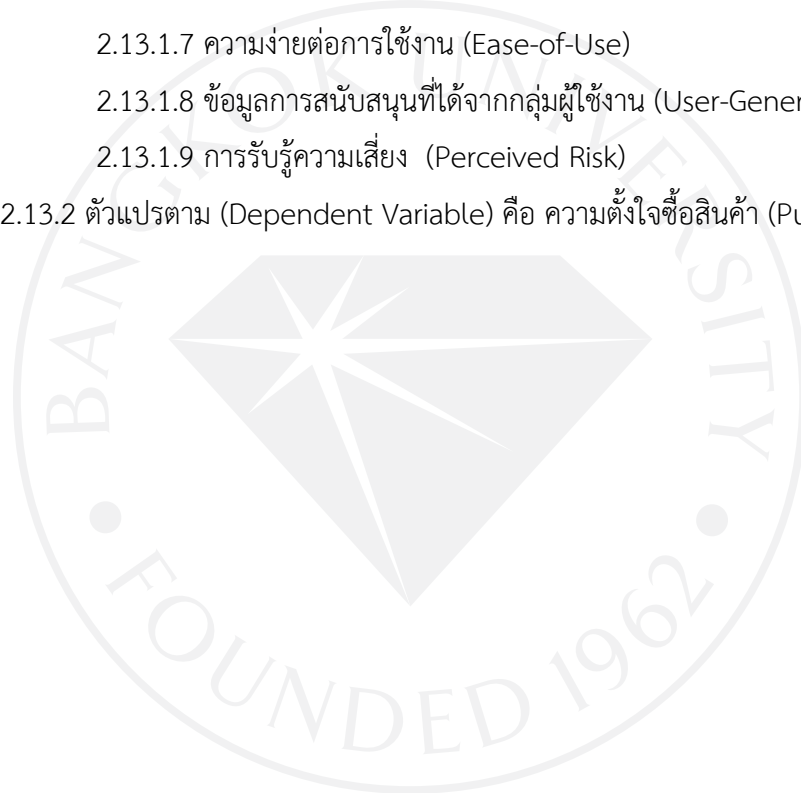 2.13.1.7 ความง่ายต่อการใช้งาน (Ease-of-Use)
2.13.1.8 ข้อมูลการสนับสนุนที่ได้จากกลุ่มผู้ใช้งาน (User-Gener
2.13.1.9 การรับรู้ความเสี่ยง (Perceived Risk)
2.13.2 ตัวแปรตาม (Dependent Variable) คือ ความตั้งใจซื้อสินค้า (Pu
BANGKOK UNIVERSITY
FOUNDED 1962